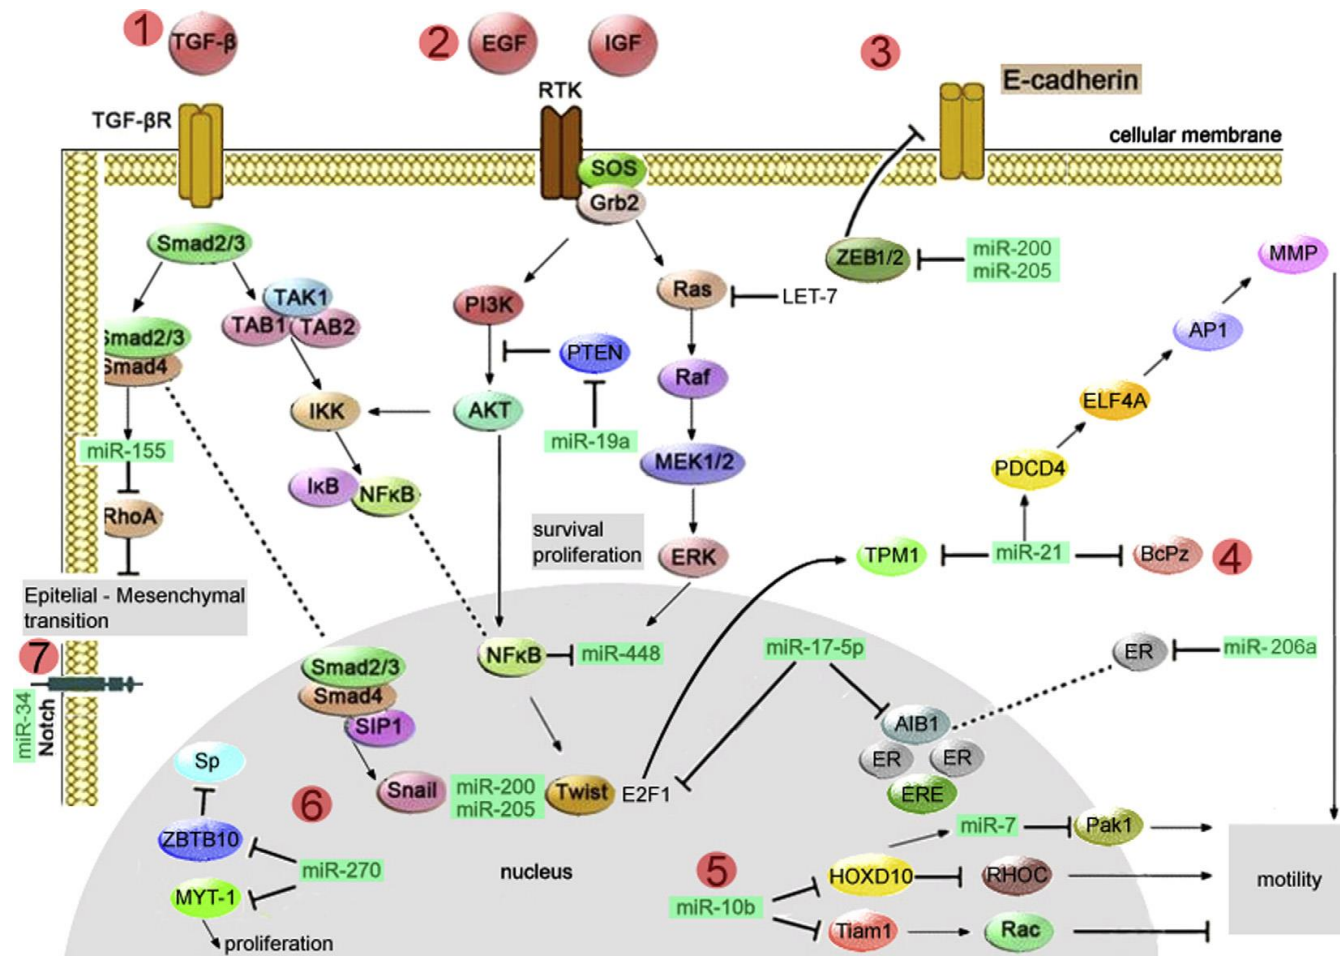 1
TGF-β
2
EGF
IGF
3
RTK
E-cadherin
TGF-βR
cellular membrane
SOS
Grb2
Smad2/3
ZEB1/2
miR-200
miR-205
MMP
TAK1
TAB1
TAB2
PI3K
Ras
LET-7
Smad2/3
Smad4
PTEN
AP1
Raf
IKK
AKT
ELF4A
miR-19a
miR-155
MEK1/2
PDCD4
IκB
NFκB
RhoA
survival
proliferation
ERK
TPM1
miR-21
BcPz
4
Epitelial - Mesenchymal
transition
7
miR-34
Notch
NFκB
miR-448
miR-17-5p
ER
miR-206a
Smad2/3
Smad4
SIP1
AIB1
Sp
ER
ER
Snail
miR-200
miR-205
Twist
E2F1
ERE
6
ZBTB10
miR-7
Pak1
miR-270
nucleus
5
HOXD10
RHOC
motility
MYT-1
miR-10b
Tiam1
Rac
proliferation